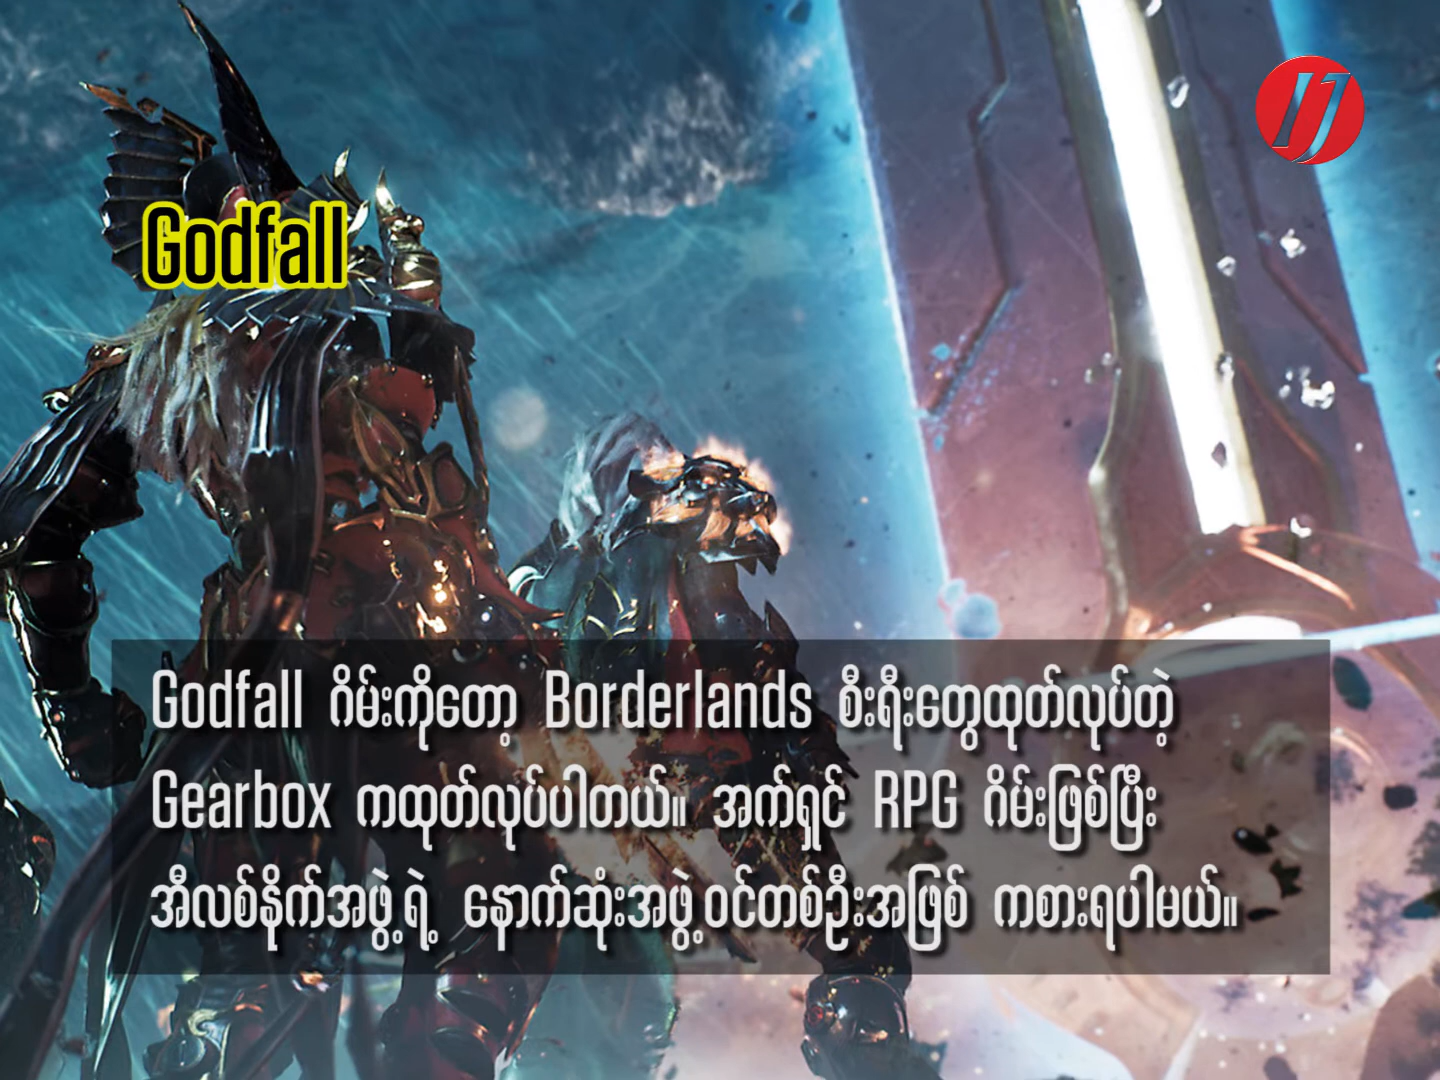 Godfall
Godfall ဂိမ်းကိုတော့ Borderlands စီးရီးတွေထုတ်လုပ်တဲ့
Gearbox ကထုတ်လုပ်ပါတယ်။ အက်ရှင် RPG ဂိမ်းဖြစ်ပြီး
အီလစ်နိုက်အဖွဲ့ရဲ့ နောက်ဆုံးအဖွဲ့ဝင်တစ်ဦးအဖြစ် ကစားရပါမယ်။